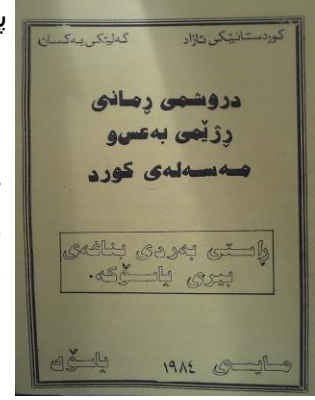 کوردستانێکی ئازاد گەلێکی یەکسان
دروشمی ڕمانی
ڕژێمی بەعس و
مەسەلەی کورد
ڕاستی بەردی بناغەی
بیری پاسۆکە.
مایسی ١٩٨٤ پاسۆک